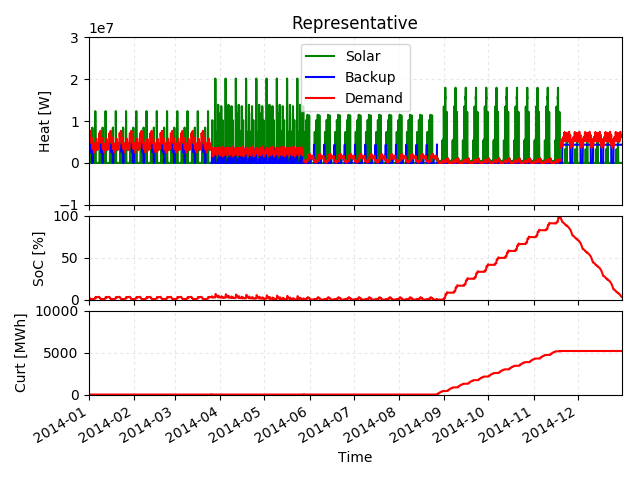 Representative
1e7
3
2
1
0
−1
Heat [W]
Solar
Backup
Demand
100
50
0
SoC [%]
10000
5000
0
Curt [MWh]
2014-01
2014-02
2014-03
2014-04
2014-05
2014-06
2014-07
2014-08
2014-09
2014-10
2014-11
2014-12
Time